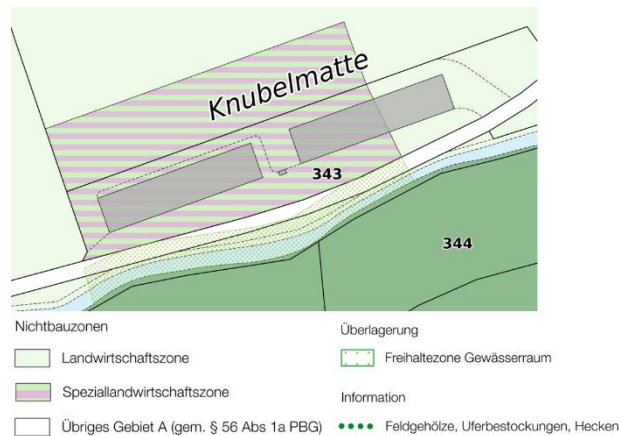 Knubelmatte
343
344
Nichtbauzonen
Landwirtschaftszone
Speziallandwirtschaftszone
Übriges Gebiet A (gem. § 56 Abs 1a PBG)
Überlagerung
Freihaltezone Gewässerraum
Information
Feldgehölze, Uferbestockungen, Hecken